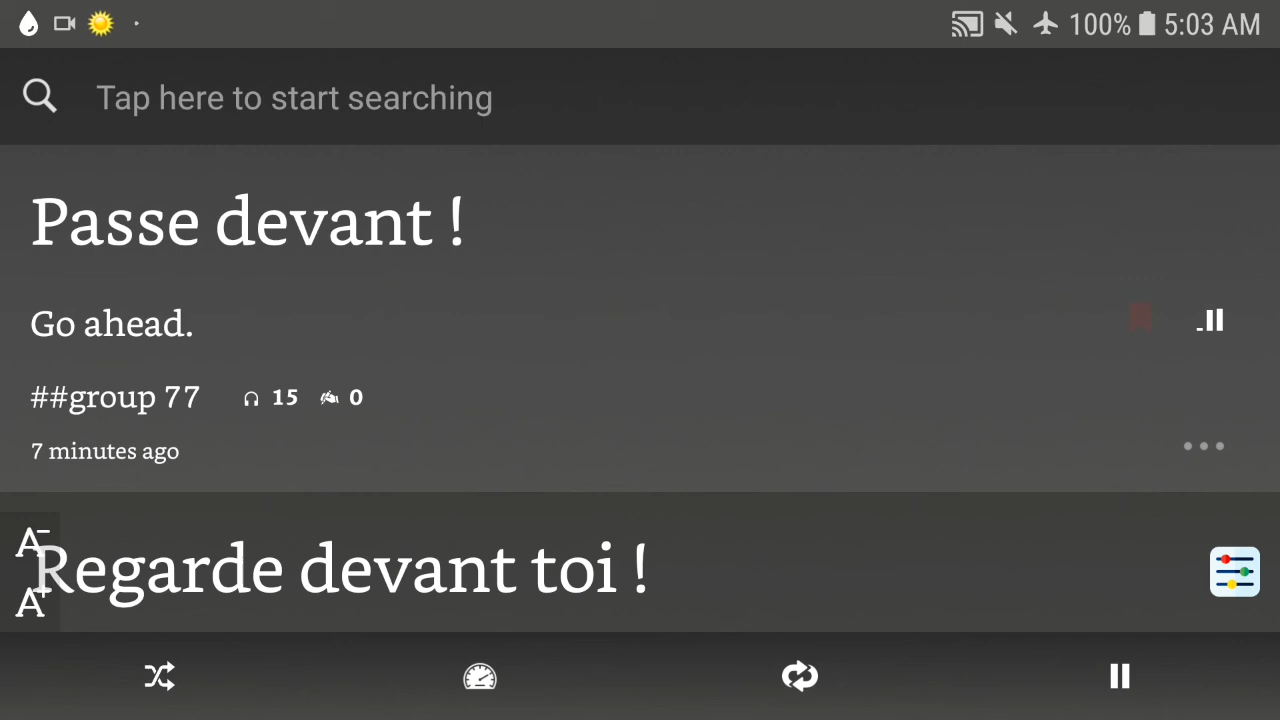 100% 5:03 AM
Tap here to start searching
Passe devant !
Go ahead.
##group 77 15 0
7 minutes ago
A-
Regarde devant toi !
A+